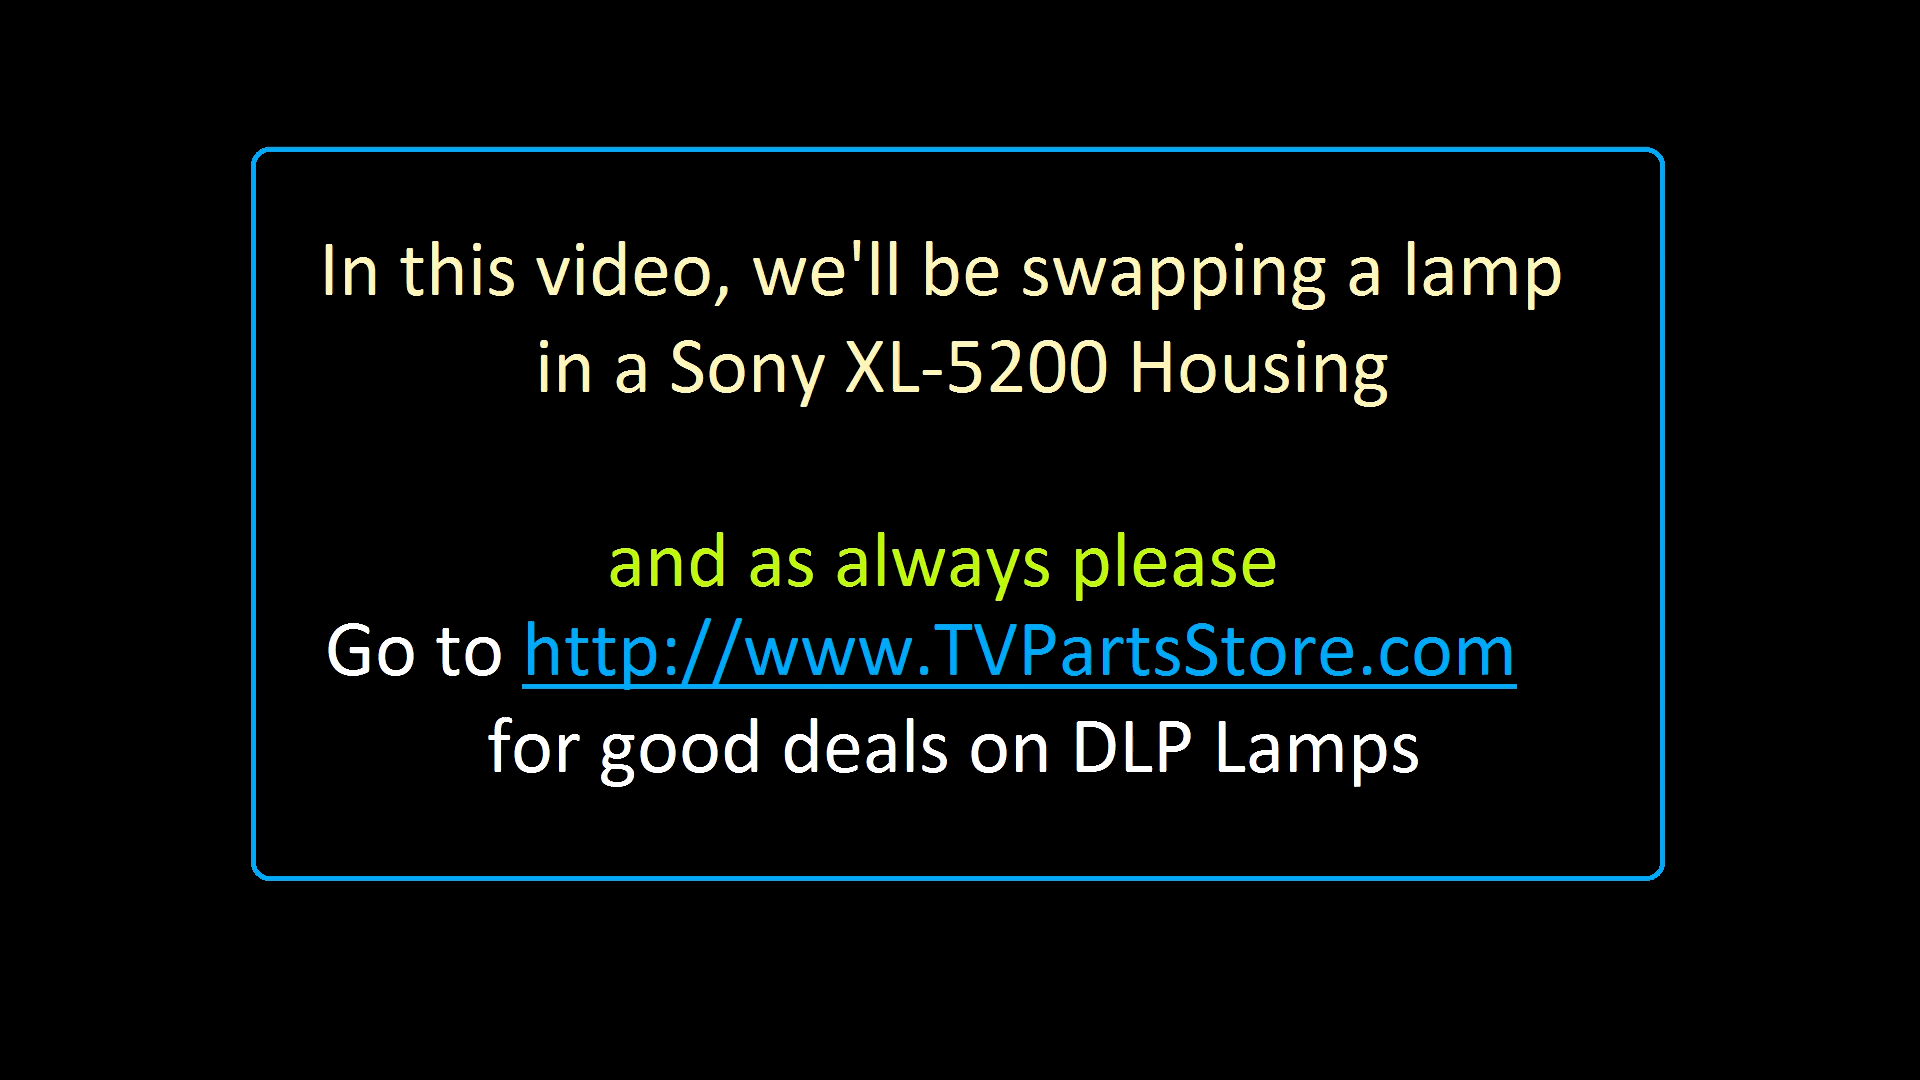 In this video, we'll be swapping a lamp
in a Sony XL-5200 Housing
and as always please
Go to http://www.TVPartsStore.com
for good deals on DLP Lamps